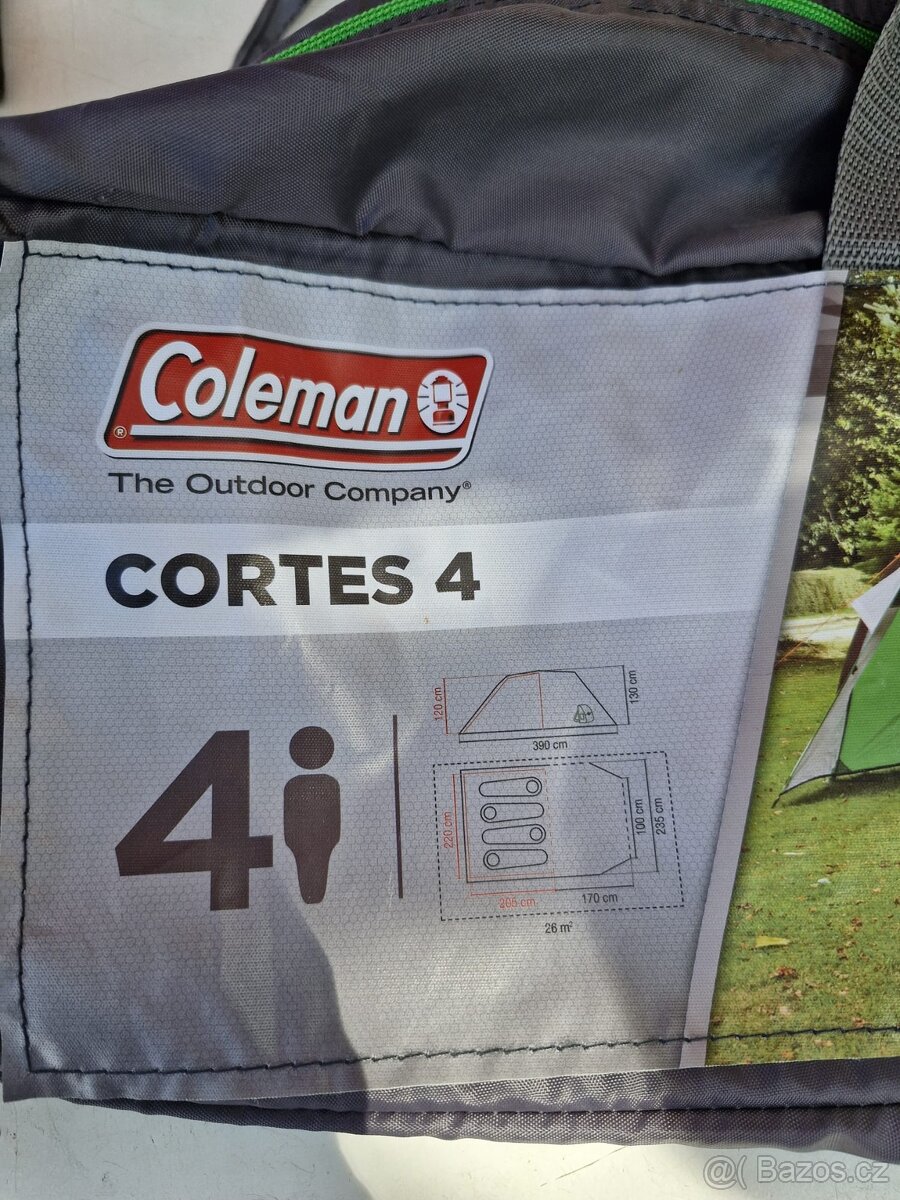 Coleman
®
The Outdoor Company®
CORTES 4
4
120 cm
130 cm
390 cm
220 cm
100 cm
235 cm
205 cm
170 cm
26 m²
@( Bazos.cz